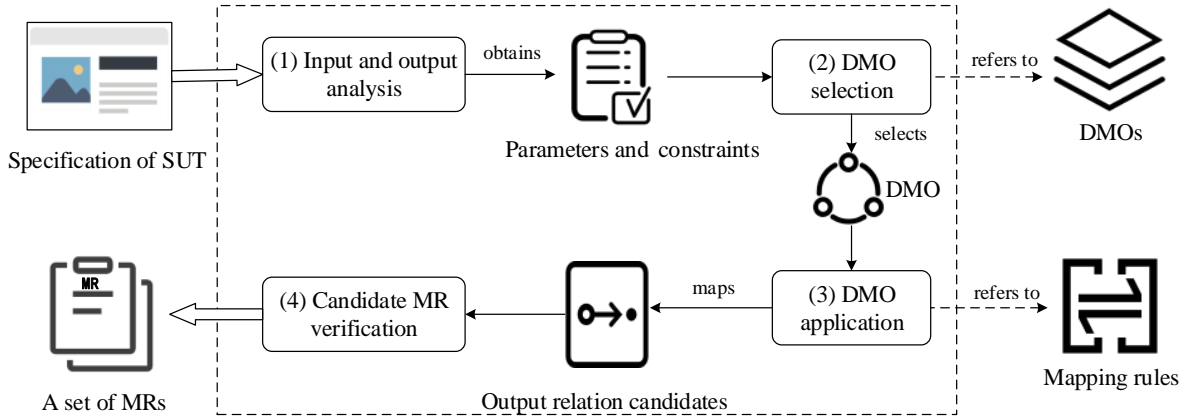 (1) Input and output
analysis
obtains
(2) DMO
selection
refers to
Specification of SUT
Parameters and constraints
DMOs
selects
DMO
MR
(4) Candidate MR
verification
maps
(3) DMO
application
refers to
A set of MRs
Output relation candidates
Mapping rules